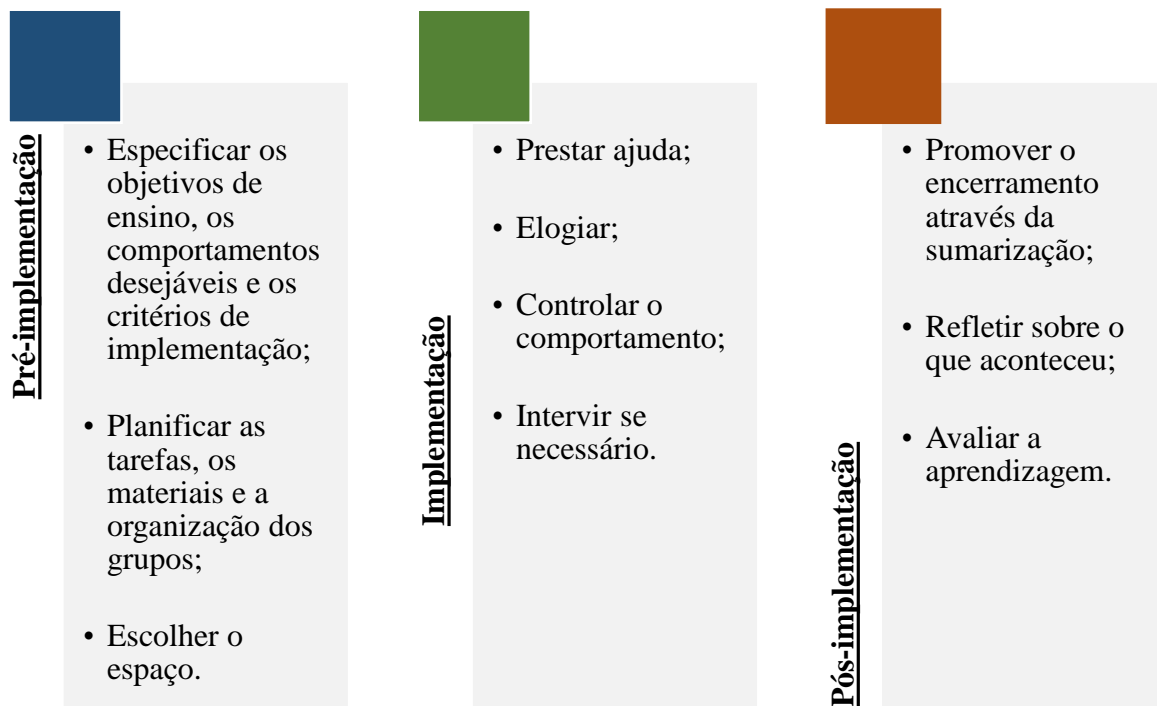 Pré-implementação
• Especificar os
objetivos de
ensino, os
comportamentos
desejáveis e os
critérios de
implementação;
• Planificar as
tarefas, os
materiais e a
organização dos
grupos;
• Escolher o
espaço.
Implementação
• Prestar ajuda;
• Elogiar;
• Controlar o
comportamento;
• Intervir se
necessário.
Pós-implementação
• Promover o
encerramento
através da
sumarização;
• Refletir sobre o
que aconteceu;
• Avaliar a
aprendizagem.